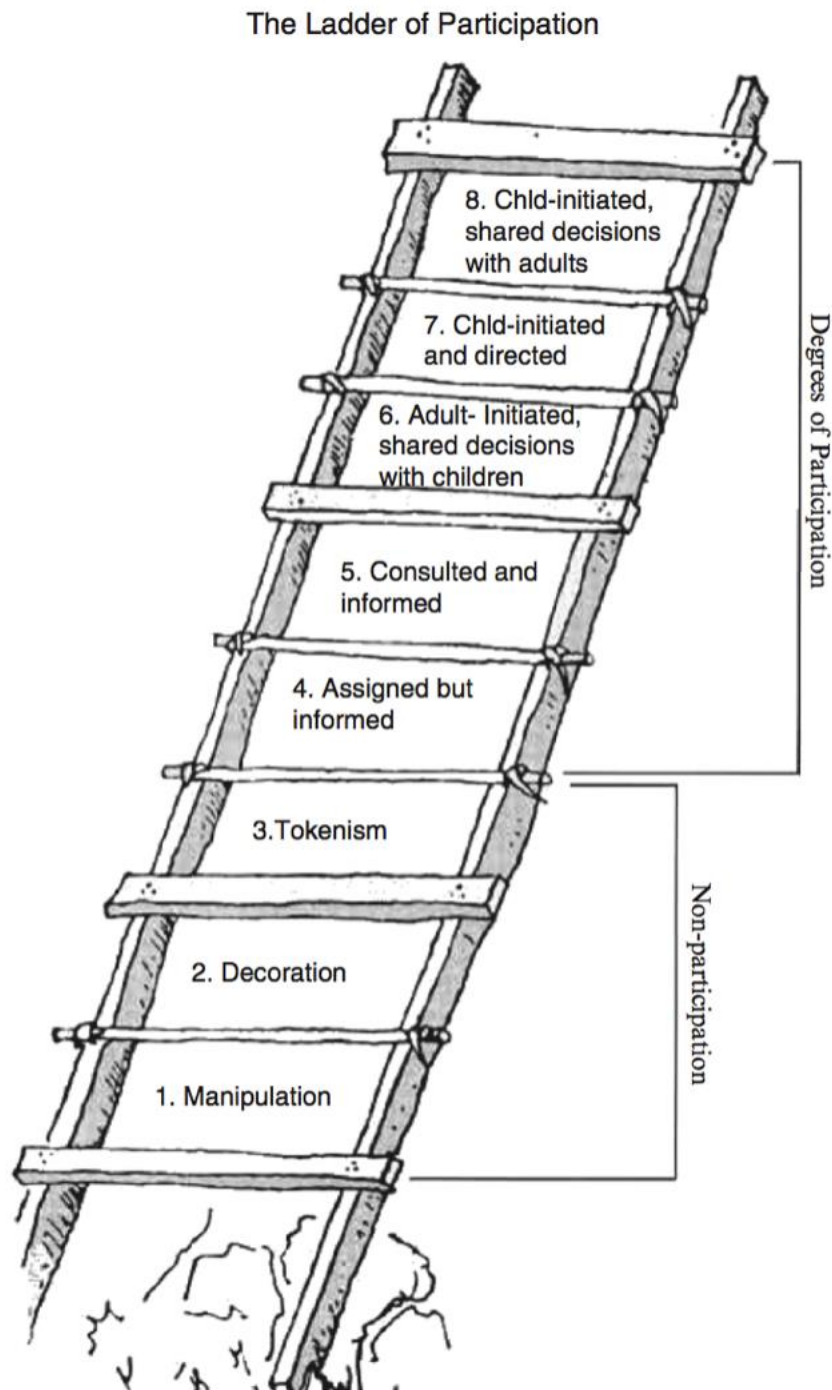 The Ladder of Participation
8. Chld-initiated,
shared decisions
with adults
7. Chld-initiated
and directed
6. Adult- Initiated,
shared decisions
with children
5. Consulted and
informed
4. Assigned but
informed
3.Tokenism
2. Decoration
1. Manipulation
Degrees of Participation
Non-participation